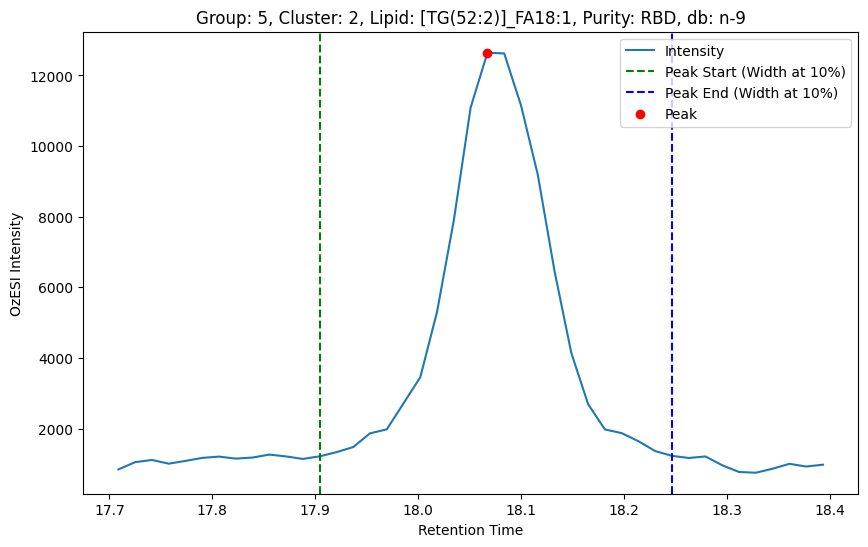 Group: 5, Cluster: 2, Lipid: [TG(52:2)]_FA18:1, Purity: RBD, db: n-9
Intensity
Peak Start (Width at 10%)
Peak End (Width at 10%)
Peak
OzESI Intensity
12000
10000
8000
6000
4000
2000
17.7 17.8 17.9 18.0 18.1 18.2 18.3 18.4
Retention Time